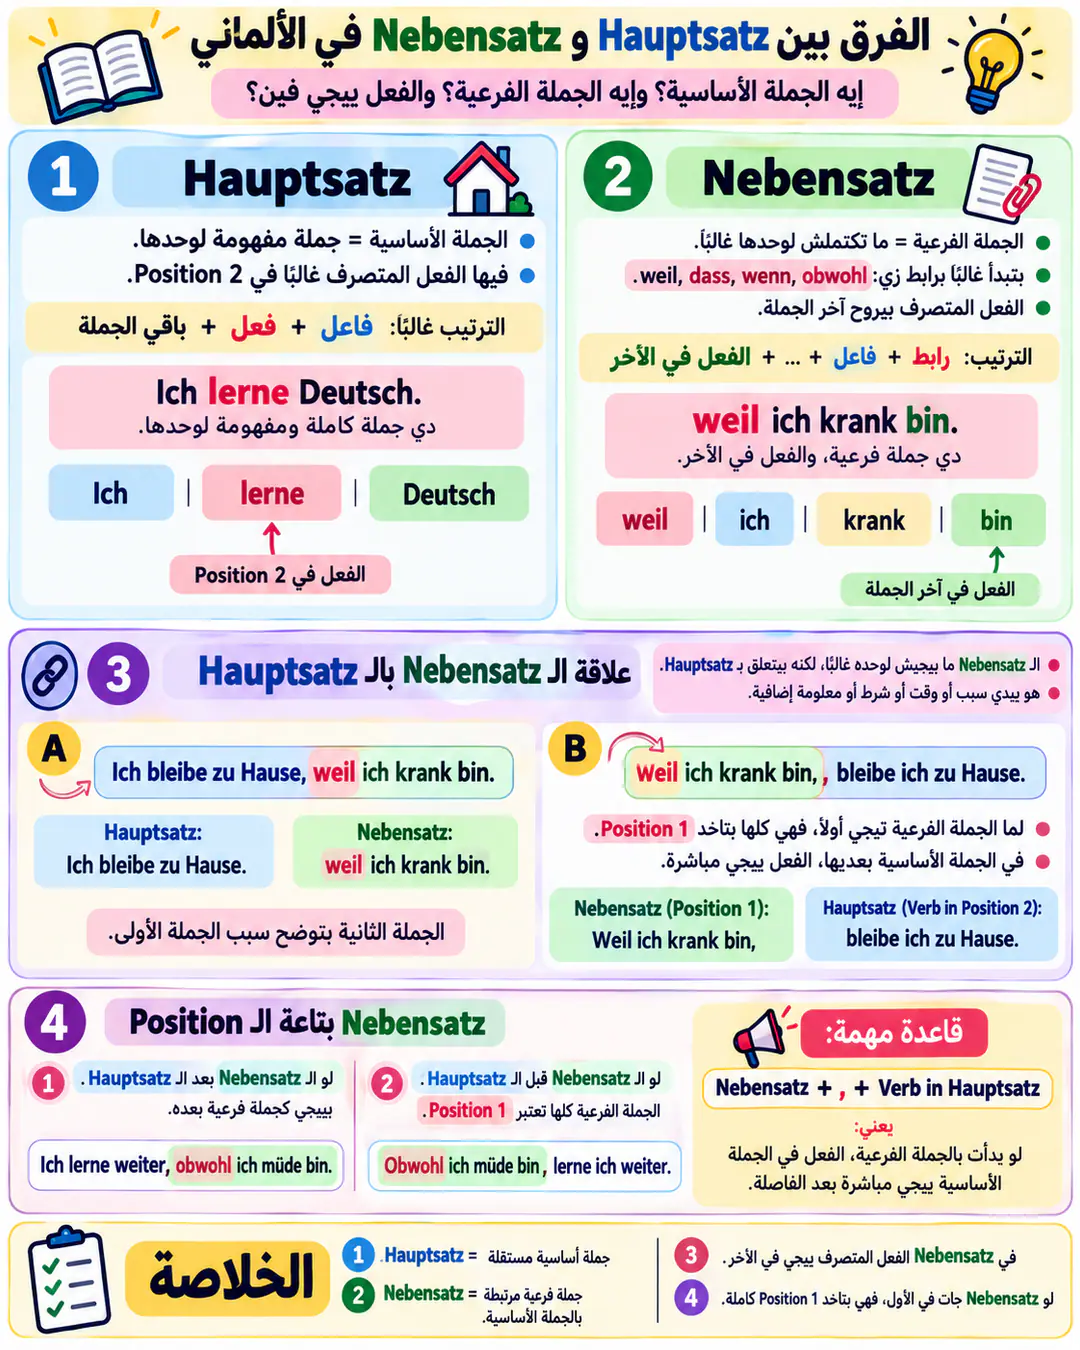 الفرق بين Hauptsatz و Nebensatz في الألماني
إيه الجملة الأساسية؟ وإيه الجملة الفرعية؟ والفعل ييجي فين؟
1 Hauptsatz
الجملة الأساسية = جملة مفهومة لوحدها.
فيها الفعل المتصرف غالبًا في Position 2.
الترتيب غالبًا: فاعل + فعل + باقي الجملة
Ich lerne Deutsch.
دي جملة كاملة ومفهومة لوحدها.
Ich | lerne | Deutsch
الفعل في Position 2
2 Nebensatz
الجملة الفرعية = ما تكتملش لوحدها غالبًا.
بتبدأ غالبًا برابط زي: weil, dass, wenn, obwohl.
الفعل المتصرف بيروح آخر الجملة.
الترتيب: رابط + فاعل + ... + الفعل في الأخر
weil ich krank bin.
دي جملة فرعية، والفعل في الأخر.
weil | ich | krank | bin
الفعل في آخر الجملة
3 علاقة الـ Nebensatz بالـ Hauptsatz
الـ Nebensatz ما بيجيش لوحده غالبًا، لكنه بيتعلق بـ Hauptsatz.
هو بيدي سبب أو وقت أو شرط أو معلومة إضافية.
A
Ich bleibe zu Hause, weil ich krank bin.
Hauptsatz:
Ich bleibe zu Hause.
Nebensatz:
weil ich krank bin.
الجملة الثانية بتوضح سبب الجملة الأولى.
B
weil ich krank bin, , bleibe ich zu Hause.
لما الجملة الفرعية تيجي أولًا، فهي كلها بتاخد Position 1.
في الجملة الأساسية بعديها، الفعل ييجي مباشرة.
Nebensatz (Position 1):
Weil ich krank bin,
Hauptsatz (Verb in Position 2):
bleibe ich zu Hause.
4 Position بتاعة الـ Nebensatz
1 لو الـ Nebensatz بعد الـ Hauptsatz.
بييجي كجملة فرعية بعده.
Ich lerne weiter, obwohl ich müde bin.
2 لو الـ Nebensatz قبل الـ Hauptsatz.
الجملة الفرعية كلها تعتبر Position 1.
Obwohl ich müde bin, lerne ich weiter.
قاعدة مهمة:
Nebensatz + , + Verb in Hauptsatz
يعني:
لو بدأت بالجملة الفرعية، الفعل في الجملة
الأساسية ييجي مباشرة بعد الفاصلة.
الخلاصة
1 Hauptsatz = جملة أساسية مستقلة.
2 Nebensatz = جملة فرعية مرتبطة
بالجملة الأساسية.
3 في Nebensatz الفعل المتصرف ييجي في الأخر.
4 لو Nebensatz جات في الأول، فهي بتاخد Position 1 كاملة.